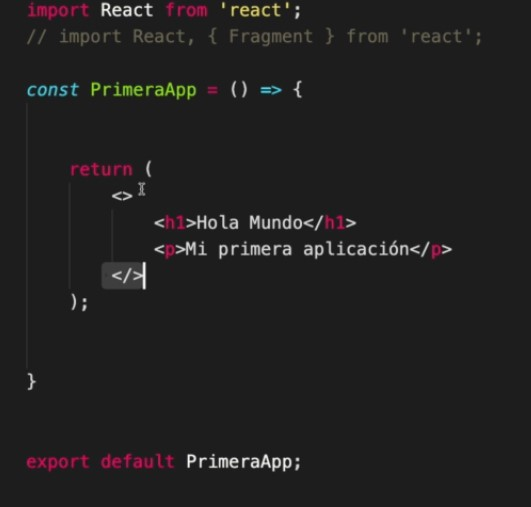 import React from 'react';
// import React, { Fragment } from 'react';
const PrimeraApp = () => {
return (
<>
<h1>Hola Mundo</h1>
<p>Mi primera aplicación</p>
</>
);
}
export default PrimeraApp;